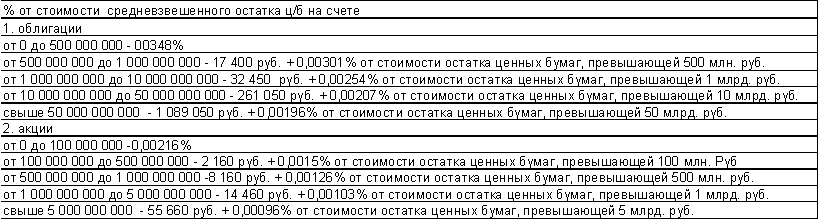 % от стоимости средневзвешенного остатка ц/б на счете
1. облигации
от 0 до 500 000 000 - 00348%
от 500 000 000 до 1 000 000 000 - 17 400 руб. + 0,00301% от стоимости остатка ценных бумаг, превышающей 500 млн. руб.
от 1 000 000 000 до 10 000 000 000 - 32 450 руб. + 0,00254% от стоимости остатка ценных бумаг, превышающей 1 млрд. руб.
от 10 000 000 000 до 50 000 000 000 - 261 050 руб. + 0,00207% от стоимости остатка ценных бумаг, превышающей 10 млрд. руб.
свыше 50 000 000 000 - 1 089 050 руб. + 0,00196% от стоимости остатка ценных бумаг, превышающей 50 млрд. руб.
2. акции
от 0 до 100 000 000 -0,00216%
от 100 000 000 до 500 000 000 - 2 160 руб. + 0,0015% от стоимости остатка ценных бумаг, превышающей 100 млн. Руб
от 500 000 000 до 1 000 000 000 -8 160 руб. + 0,00126% от стоимости остатка ценных бумаг, превышающей 500 млн. руб.
от 1 000 000 000 до 5 000 000 000 - 14 460 руб. + 0,00103% от стоимости остатка ценных бумаг, превышающей 1 млрд. руб.
свыше 5 000 000 000 - 55 660 руб. + 0,00096% от стоимости остатка ценных бумаг, превышающей 5 млрд. руб.